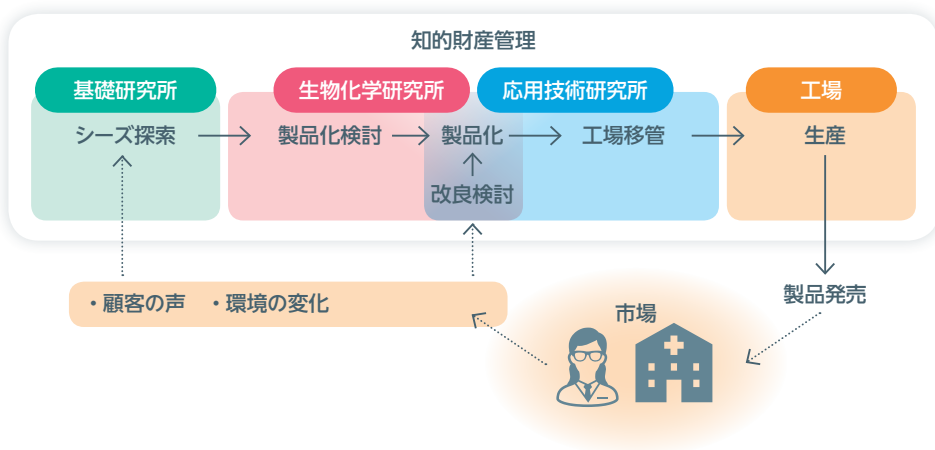 知的財産管理
基礎研究所
生物化学研究所
応用技術研究所
工場
シーズ探索
製品化検討
製品化
工場移管
生産
改良検討
・顧客の声 ・環境の変化
製品発売
市場